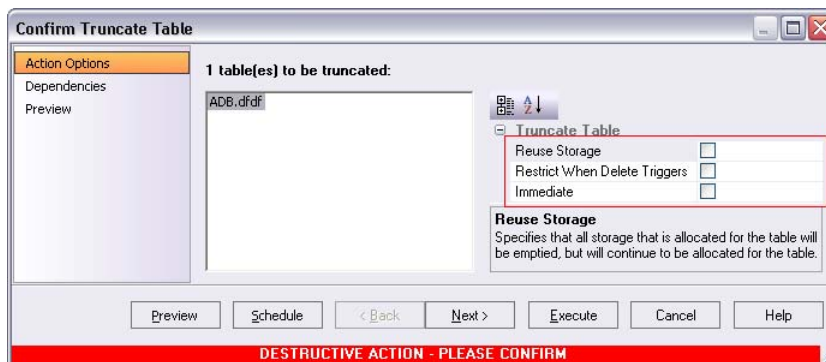 Confirm Truncate Table
Action Options
Dependencies
Preview
1 table(es) to be truncated:
ADB.dfdf
Truncate Table
Reuse Storage
Restrict When Delete Triggers
Immediate
Reuse Storage
Specifies that all storage that is allocated for the table will
be emptied, but will continue to be allocated for the table.
Preview
Schedule
< Back
Next >
Execute
Cancel
Help
DESTRUCTIVE ACTION - PLEASE CONFIRM